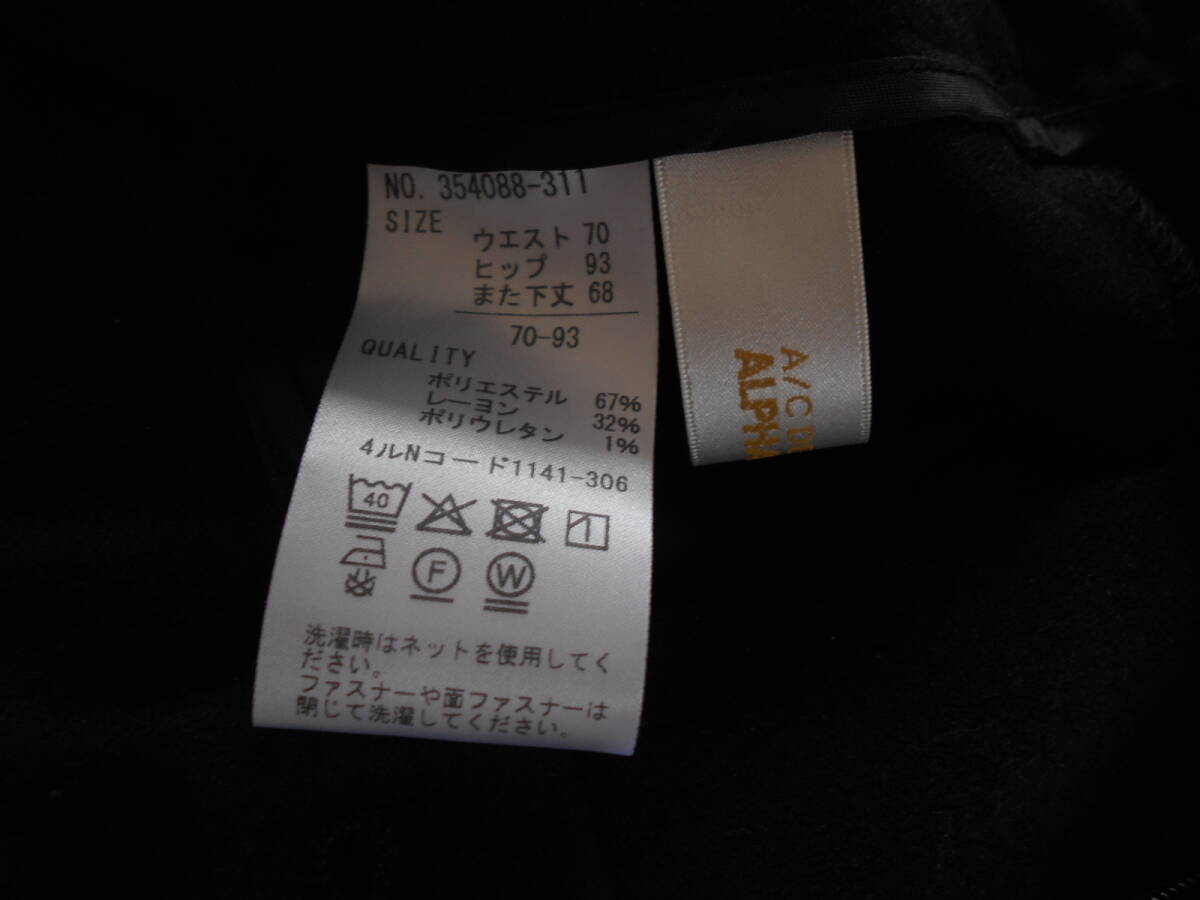 NO. 354088-311
SIZE
ウエスト 70
ヒップ 93
また下丈 68
70-93
QUALITY
ポリエステル 67%
レーヨン 32%
ポリウレタン 1%
4ルNコード1141-306
40
F W
洗濯時はネットを使用してく
ださい。
ファスナーや面ファスナーは
閉じて洗濯してください。
A/C
ALPHA